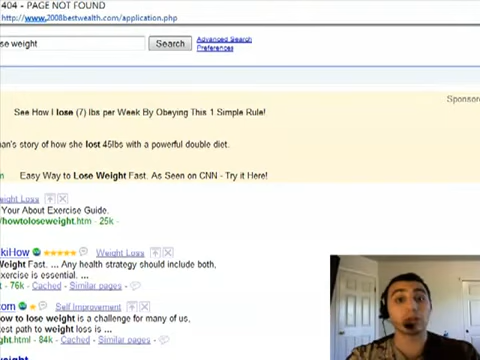 404 - PAGE NOT FOUND
http://www.2008bestwealth.com/application.php
se weight
Search
Advanced Search
Preferences
Sponsor
See How I lose (7) lbs per Week By Obeying This 1 Simple Rule!
an's story of how she lost 45lbs with a powerful double diet.
Easy Way to Lose Weight Fast. As Seen on CNN - Try it Here!
eight Loss
Your About Exercise Guide.
/howtoloseweight.htm - 25k -
kiHow Weight Loss
Weight Fast. ... Any health strategy should include both,
xercise is essential. ...
t - 76k - Cached - Similar pages -
com Self Improvement
ow to lose weight is a challenge for many of us,
test path to weight loss is ...
ght.html - 84k - Cached - Similar pages -
weight